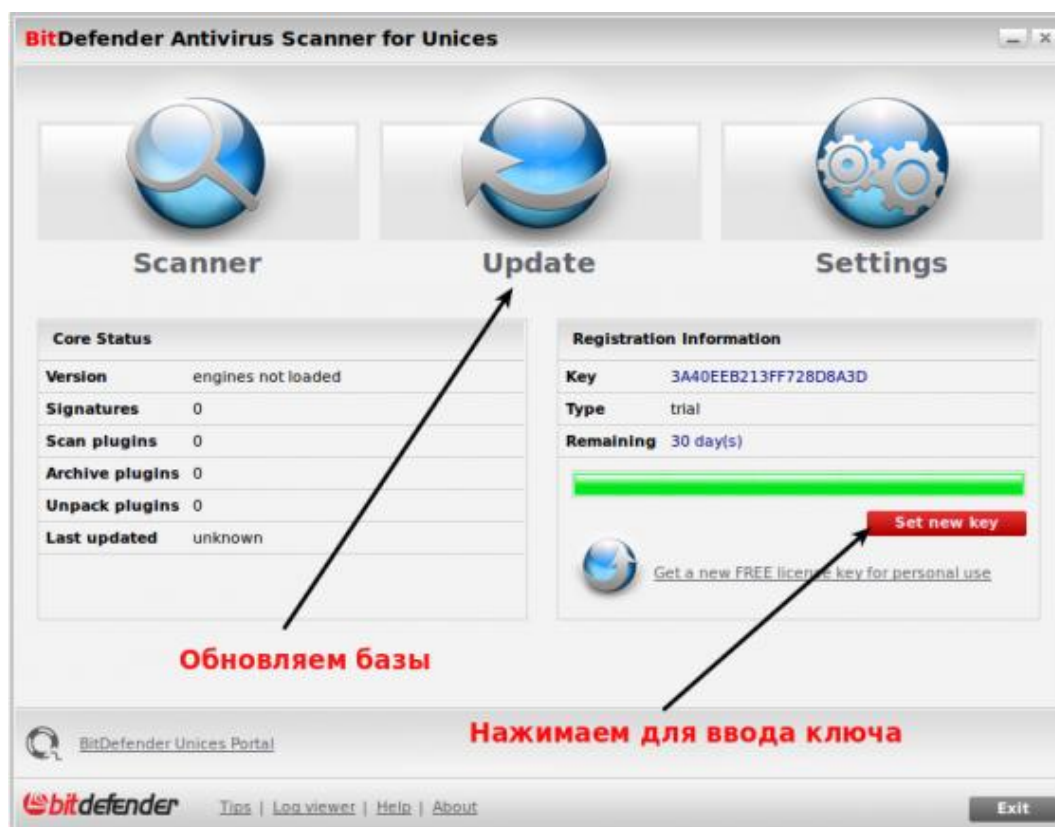 BitDefender Antivirus Scanner for Unices
Scanner
Update
Settings
Core Status
Version engines not loaded
Signatures 0
Scan plugins 0
Archive plugins 0
Unpack plugins 0
Last updated unknown
Registration Information
Key 3A40EEB213FF728D8A3D
Type trial
Remaining 30 day(s)
Set new key
Get a new FREE license key for personal use
Обновляем базы
Нажимаем для ввода ключа
BitDefender Unices Portal
bitdefender
Tips | Log viewer | Help | About
Exit